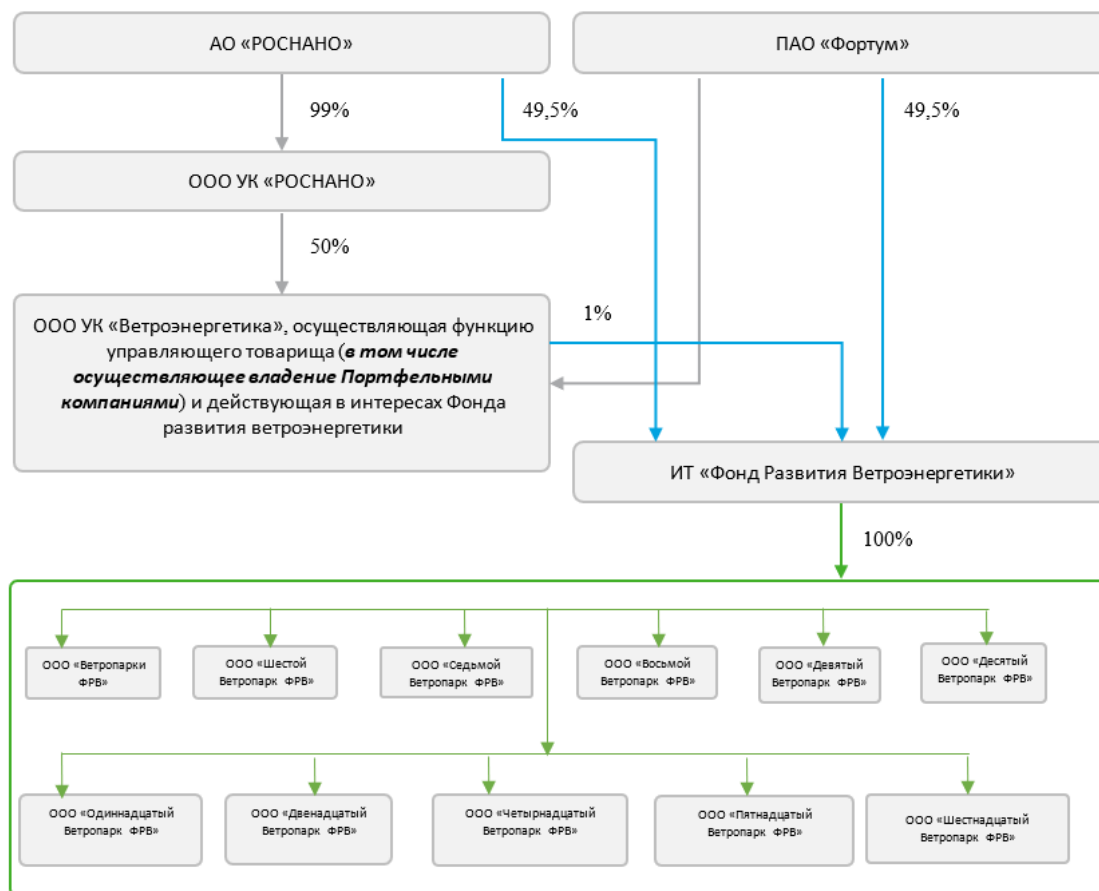 АО «РОСНАНО»
ПАО «Фортум»
99%
49,5%
49,5%
ООО УК «РОСНАНО»
50%
1%
ООО УК «Ветроэнергетика», осуществляющая функцию
управляющего товарища (в том числе
осуществляющее владение Портфельными
компаниями) и действующая в интересах Фонда
развития ветроэнергетики
ИТ «Фонд Развития Ветроэнергетики»
100%
ООО «Ветропарки
ФРВ»
ООО «Шестой
Ветропарк ФРВ»
ООО «Седьмой
Ветропарк ФРВ»
ООО «Восьмой
Ветропарк ФРВ»
ООО «Девятый
Ветропарк ФРВ»
ООО «Десятый
Ветропарк ФРВ»
ООО «Одиннадцатый
Ветропарк ФРВ»
ООО «Двенадцатый
Ветропарк ФРВ»
ООО «Четырнадцатый
Ветропарк ФРВ»
ООО «Пятнадцатый
Ветропарк ФРВ»
ООО «Шестнадцатый
Ветропарк ФРВ»